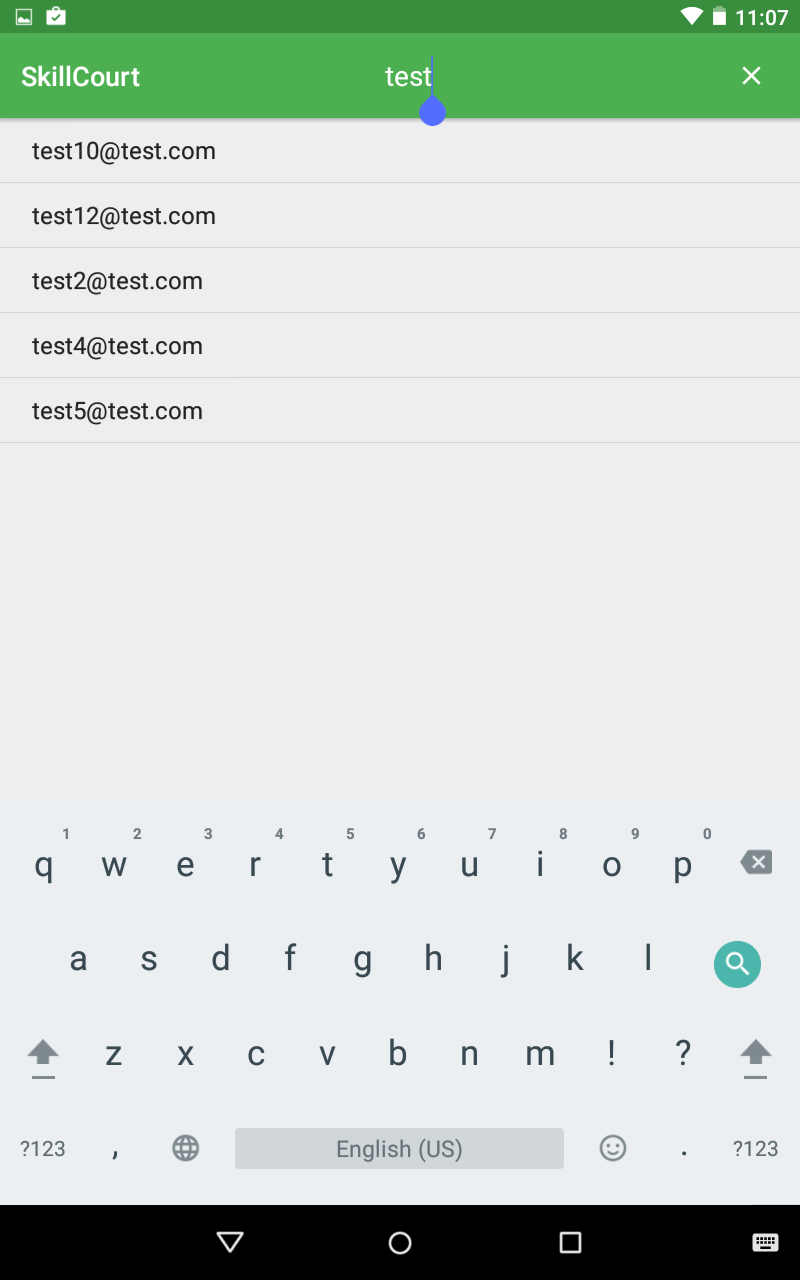 11:07
SkillCourt test
test10@test.com
test12@test.com
test2@test.com
test4@test.com
test5@test.com
1 2 3 4 5 6 7 8 9 0
q w e r t y u i o p
a s d f g h j k l
z x c v b n m ! ?
?123 , English (US) . ?123